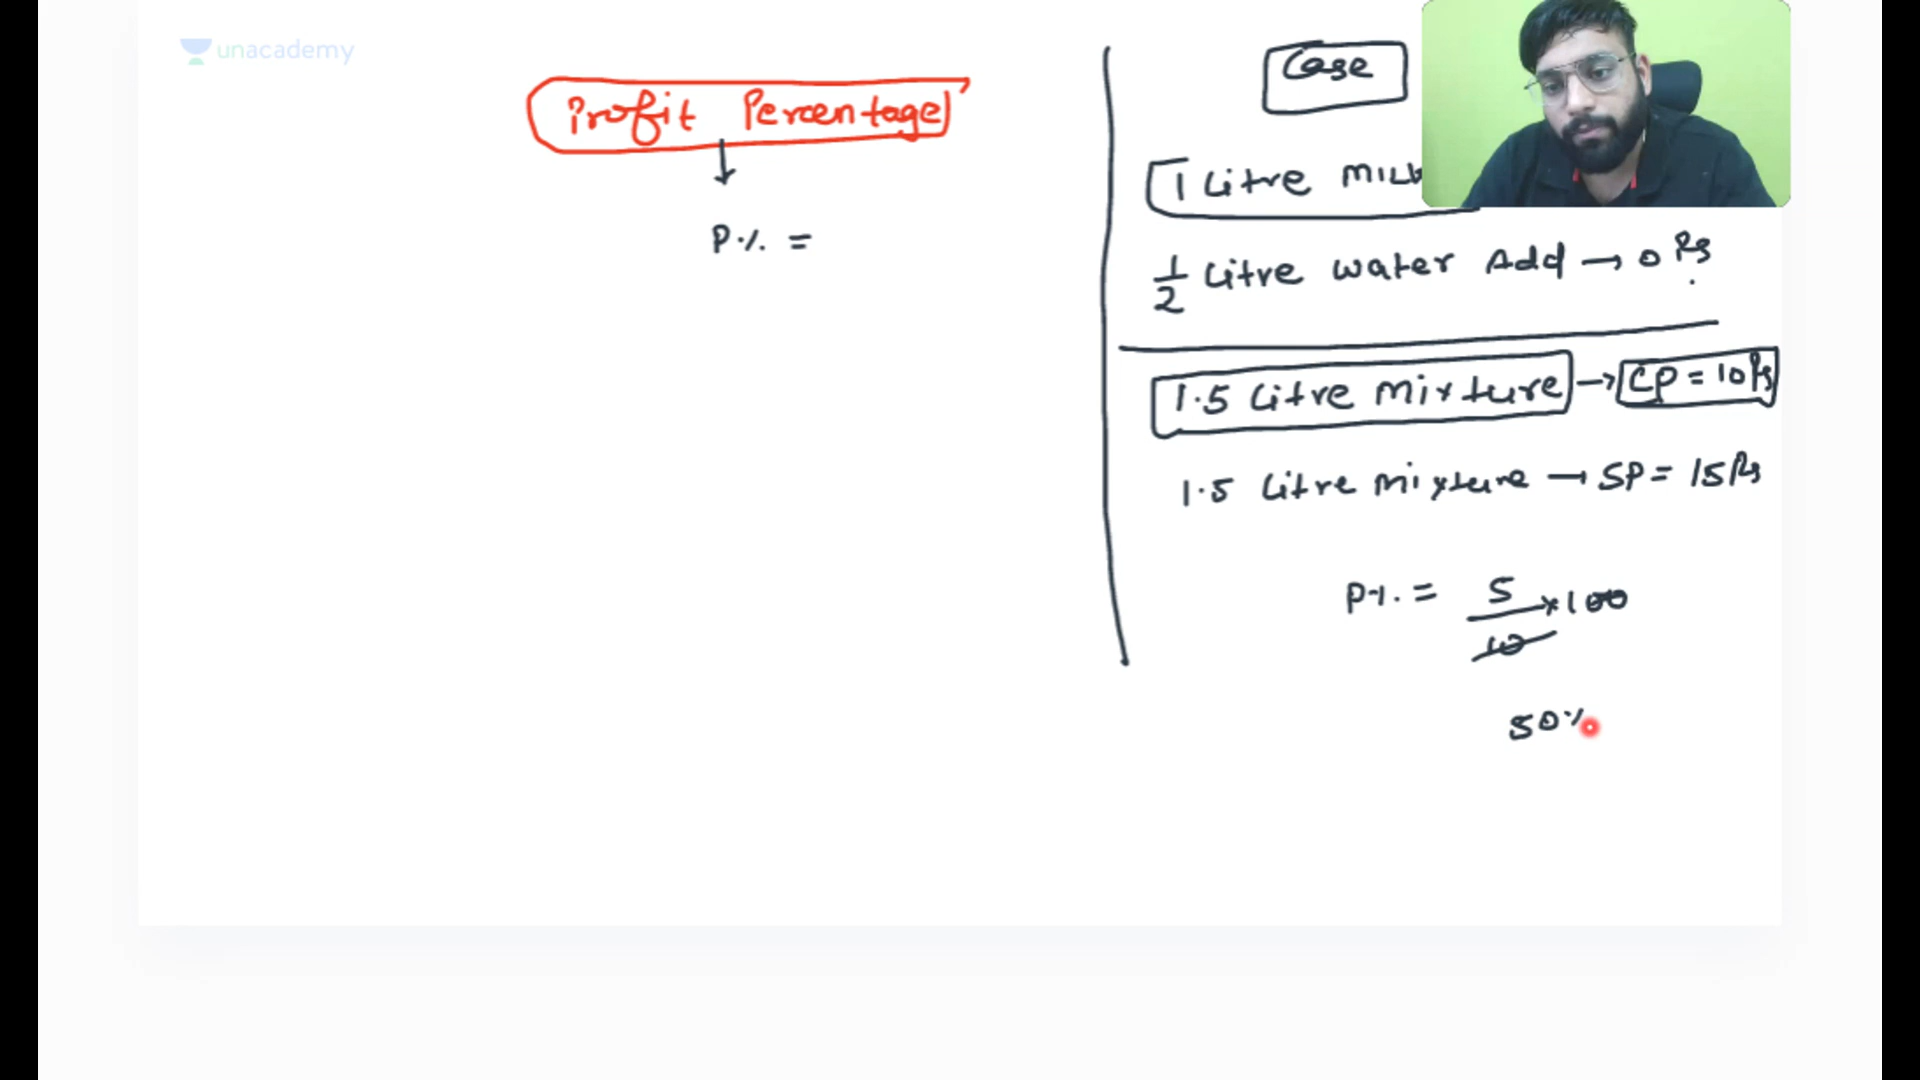 unacademy
Profit Percentage
P.% =
Case
1 Litre Milk
1/2 Litre water Add → 0 Rs.
1.5 Litre Mixture → CP = 10 Rs
1.5 Litre Mixture → SP = 15 Rs
P.%. = 5/10 × 100
50%